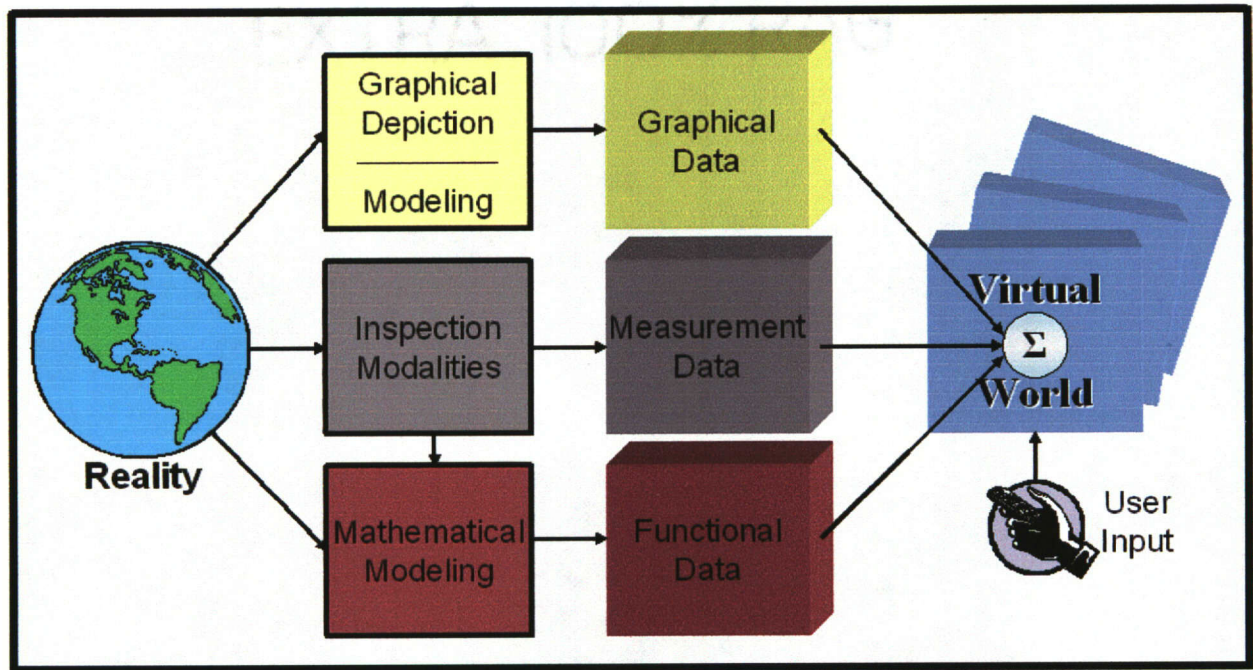 Graphical
Depiction
Modeling
Graphical
Data
Inspection
Modalities
Measurement
Data
Mathematical
Modeling
Functional
Data
Reality
Virtual
Σ
World
User
Input